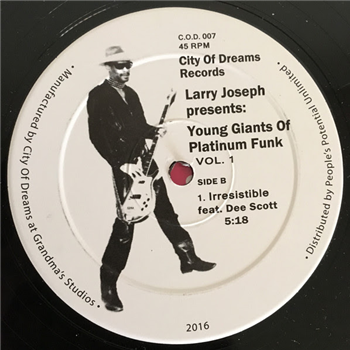 C.O.D. 007
45 RPM
City Of Dreams
Records
Larry Joseph
presents:
Young Giants Of
Platinum Funk
VOL. 1
SIDE B
1. Irresistible
feat. Dee Scott
5:18
• Manufactured by City Of Dreams at Grandma's Studios •
• Distributed by People's Potential Unlimited •
2016